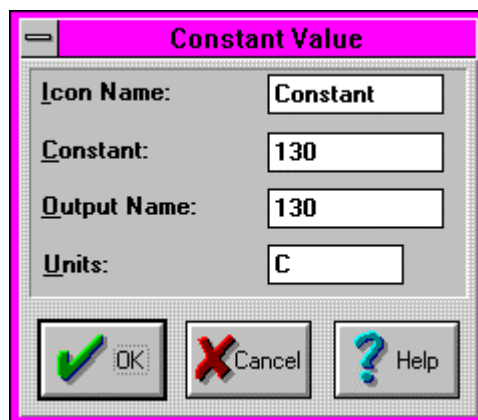 Constant Value
Icon Name: Constant
Constant: 130
Output Name: 130
Units: C
OK Cancel Help